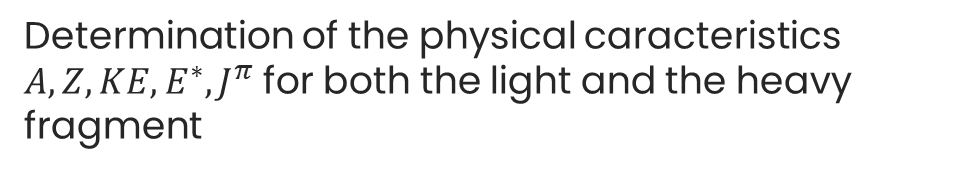 Determination of the physical caracteristics
A, Z, KE, E*, J^π for both the light and the heavy
fragment